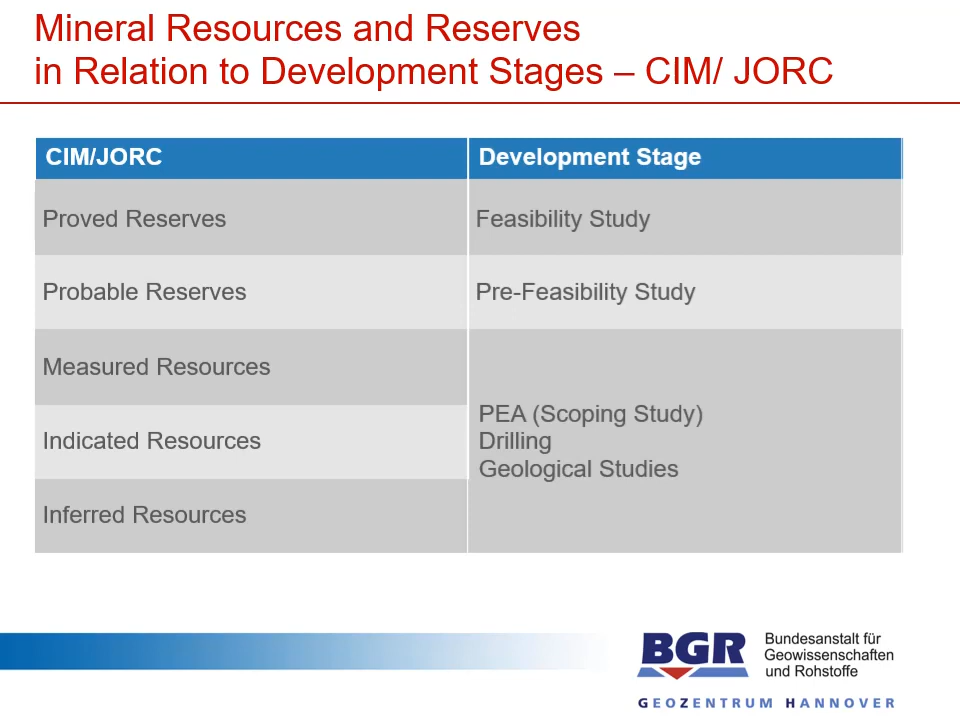 Mineral Resources and Reserves
in Relation to Development Stages – CIM/ JORC
CIM/JORC
Development Stage
Proved Reserves
Feasibility Study
Probable Reserves
Pre-Feasibility Study
Measured Resources
Indicated Resources
Inferred Resources
PEA (Scoping Study)
Drilling
Geological Studies
BGR
Bundesanstalt für
Geowissenschaften
und Rohstoffe
GEOZENTRUM HANNOVER